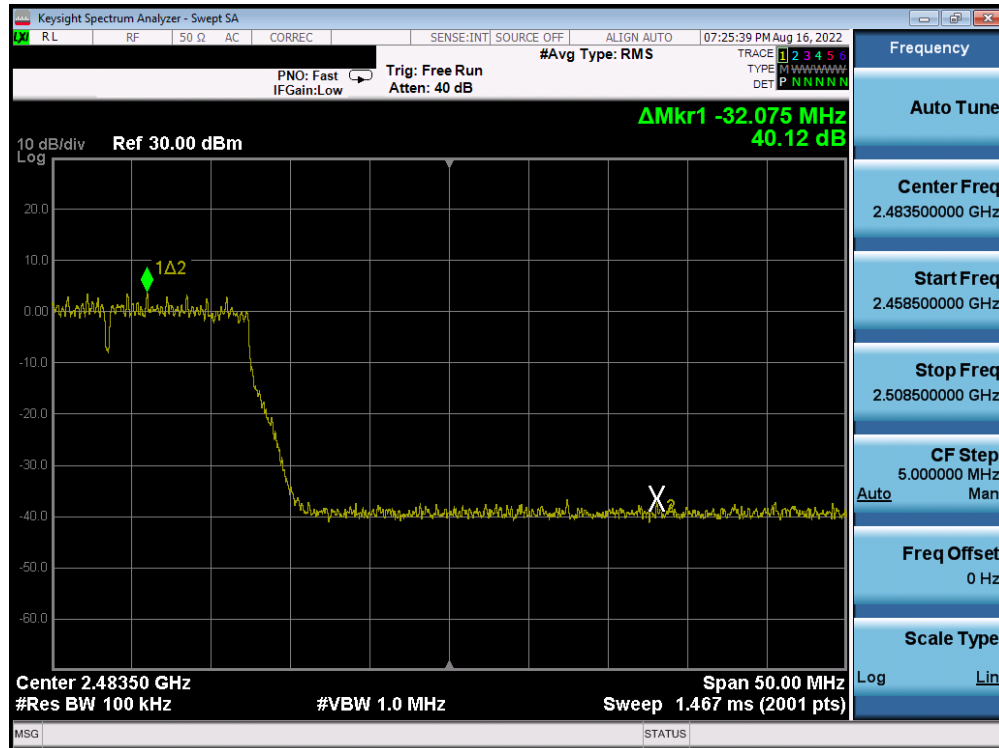 Keysight Spectrum Analyzer - Swept SA
LXI RL RF 50 Ω AC CORREC SENSE:INT SOURCE OFF ALIGN AUTO 07:25:39 PM Aug 16, 2022
#Avg Type: RMS
TRACE 1 2 3 4 5 6
TYPE M W W W W W
DET P N N N N N
PNO: Fast
IFGain:Low
Trig: Free Run
Atten: 40 dB
ΔMkr1 -32.075 MHz
40.12 dB
10 dB/div
Log
Ref 30.00 dBm
20.0
10.0
0.00
-10.0
-20.0
-30.0
-40.0
-50.0
-60.0
1Δ2
X2
Center 2.48350 GHz
#Res BW 100 kHz
#VBW 1.0 MHz
Span 50.00 MHz
Sweep 1.467 ms (2001 pts)
MSG
STATUS
Frequency
Auto Tune
Center Freq
2.483500000 GHz
Start Freq
2.458500000 GHz
Stop Freq
2.508500000 GHz
CF Step
5.000000 MHz
Auto Man
Freq Offset
0 Hz
Scale Type
Log Lin